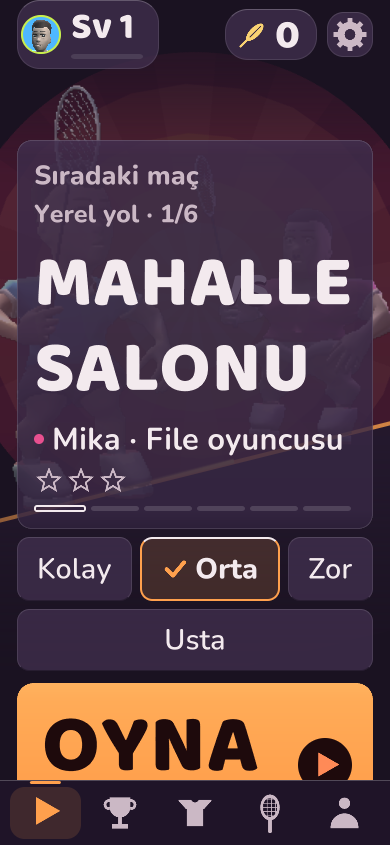 Sv 1
0
Sıradaki maç
Yerel yol · 1/6
MAHALLE
SALONU
Mika · File oyuncusu
Kolay
Orta
Zor
Usta
OYNA